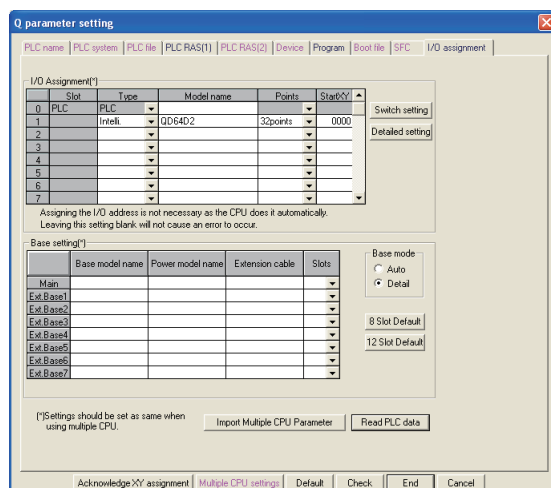 Q parameter setting
PLC name PLC system PLC file PLC RAS(1) PLC RAS(2) Device Program Boot file SFC I/O assignment
I/O Assignment(*)
Slot Type Model name Points StartXY
0 PLC PLC
1 Intelli. QD64D2 32points 0000
2
3
4
5
6
7
Switch setting
Detailed setting
Assigning the I/O address is not necessary as the CPU does it automatically.
Leaving this setting blank will not cause an error to occur.
Base setting(*)
Base model name Power model name Extension cable Slots
Main
Ext.Base1
Ext.Base2
Ext.Base3
Ext.Base4
Ext.Base5
Ext.Base6
Ext.Base7
Base mode
Auto
Detail
8 Slot Default
12 Slot Default
(*)Settings should be set as same when
using multiple CPU.
Import Multiple CPU Parameter Read PLC data
Acknowledge XY assignment Multiple CPU settings Default Check End Cancel